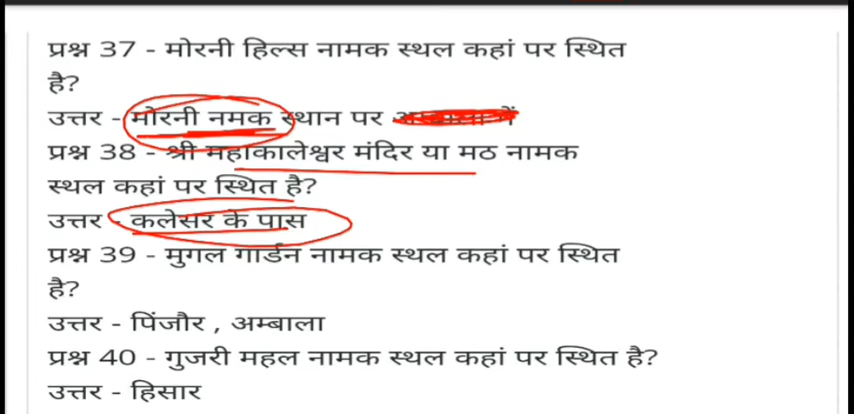 प्रश्न 37 - मोरनी हिल्स नामक स्थल कहां पर स्थित
है?
उत्तर - मोरनी नमक स्थान पर में
प्रश्न 38 - श्री महाकालेश्वर मंदिर या मठ नामक
स्थल कहां पर स्थित है?
उत्तर - कलेसर के पास
प्रश्न 39 - मुगल गार्डन नामक स्थल कहां पर स्थित
है?
उत्तर - पिंजौर , अम्बाला
प्रश्न 40 - गुजरी महल नामक स्थल कहां पर स्थित है?
उत्तर - हिसार